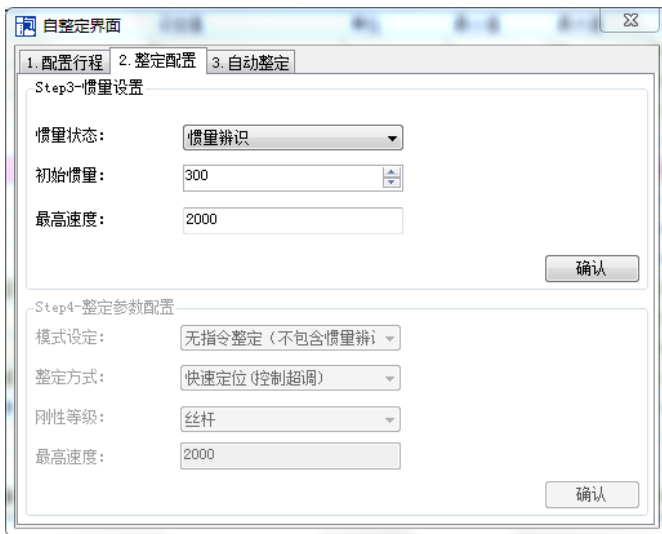 自整定界面
1.配置行程 2.整定配置 3.自动整定
Step3-惯量设置
惯量状态: 惯量辨识
初始惯量: 300
最高速度: 2000
确认
Step4-整定参数配置
模式设定: 无指令整定(不包含惯量辨
整定方式: 快速定位(控制超调)
刚性等级: 丝杆
最高速度: 2000
确认